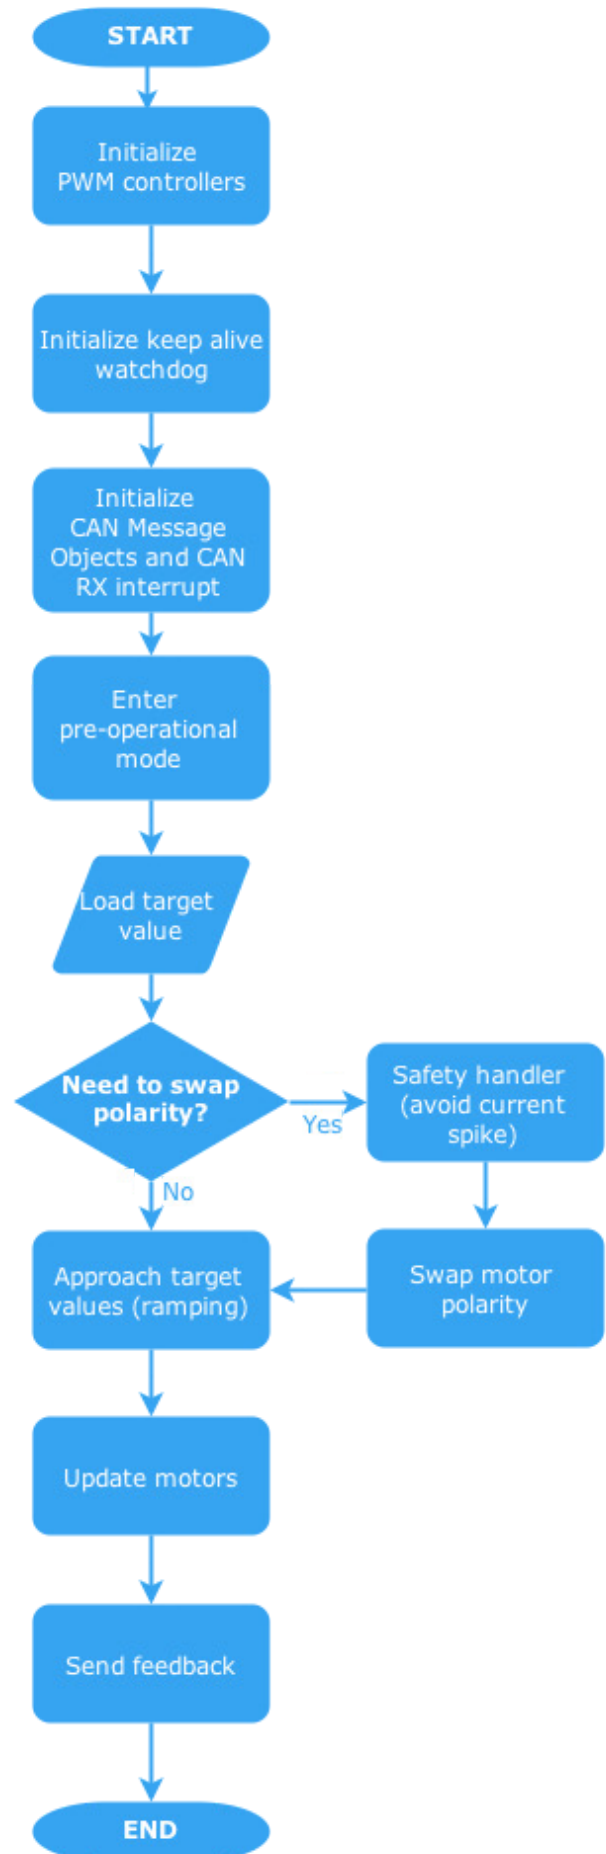 START
Initialize
PWM controllers
Initialize keep alive
watchdog
Initialize
CAN Message
Objects and CAN
RX interrupt
Enter
pre-operational
mode
Load target
value
Need to swap
polarity?
Yes
Safety handler
(avoid current
spike)
No
Swap motor
polarity
Approach target
values (ramping)
Update motors
Send feedback
END